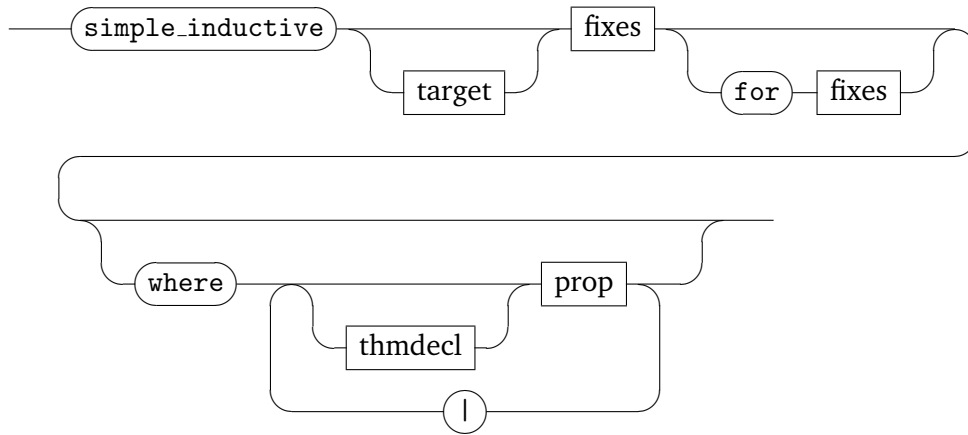 simple_inductive fixes
target for fixes
where prop
thmdecl
|